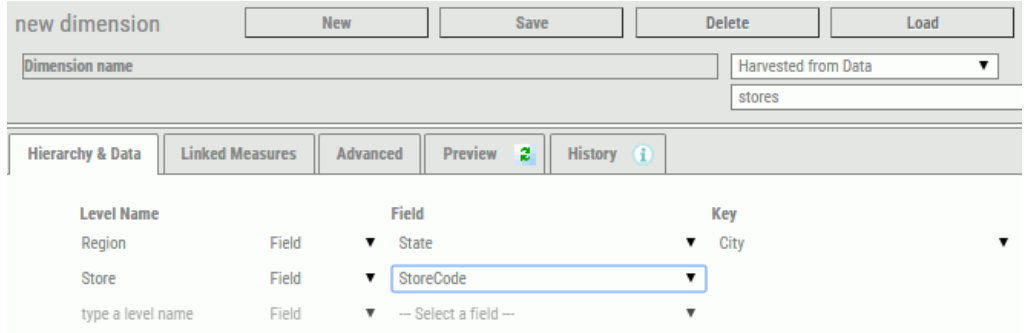 new dimension New Save Delete Load
Dimension name Harvested from Data
stores
Hierarchy & Data Linked Measures Advanced Preview History
Level Name Field Key
Region Field State City
Store Field StoreCode
type a level name Field --- Select a field ---